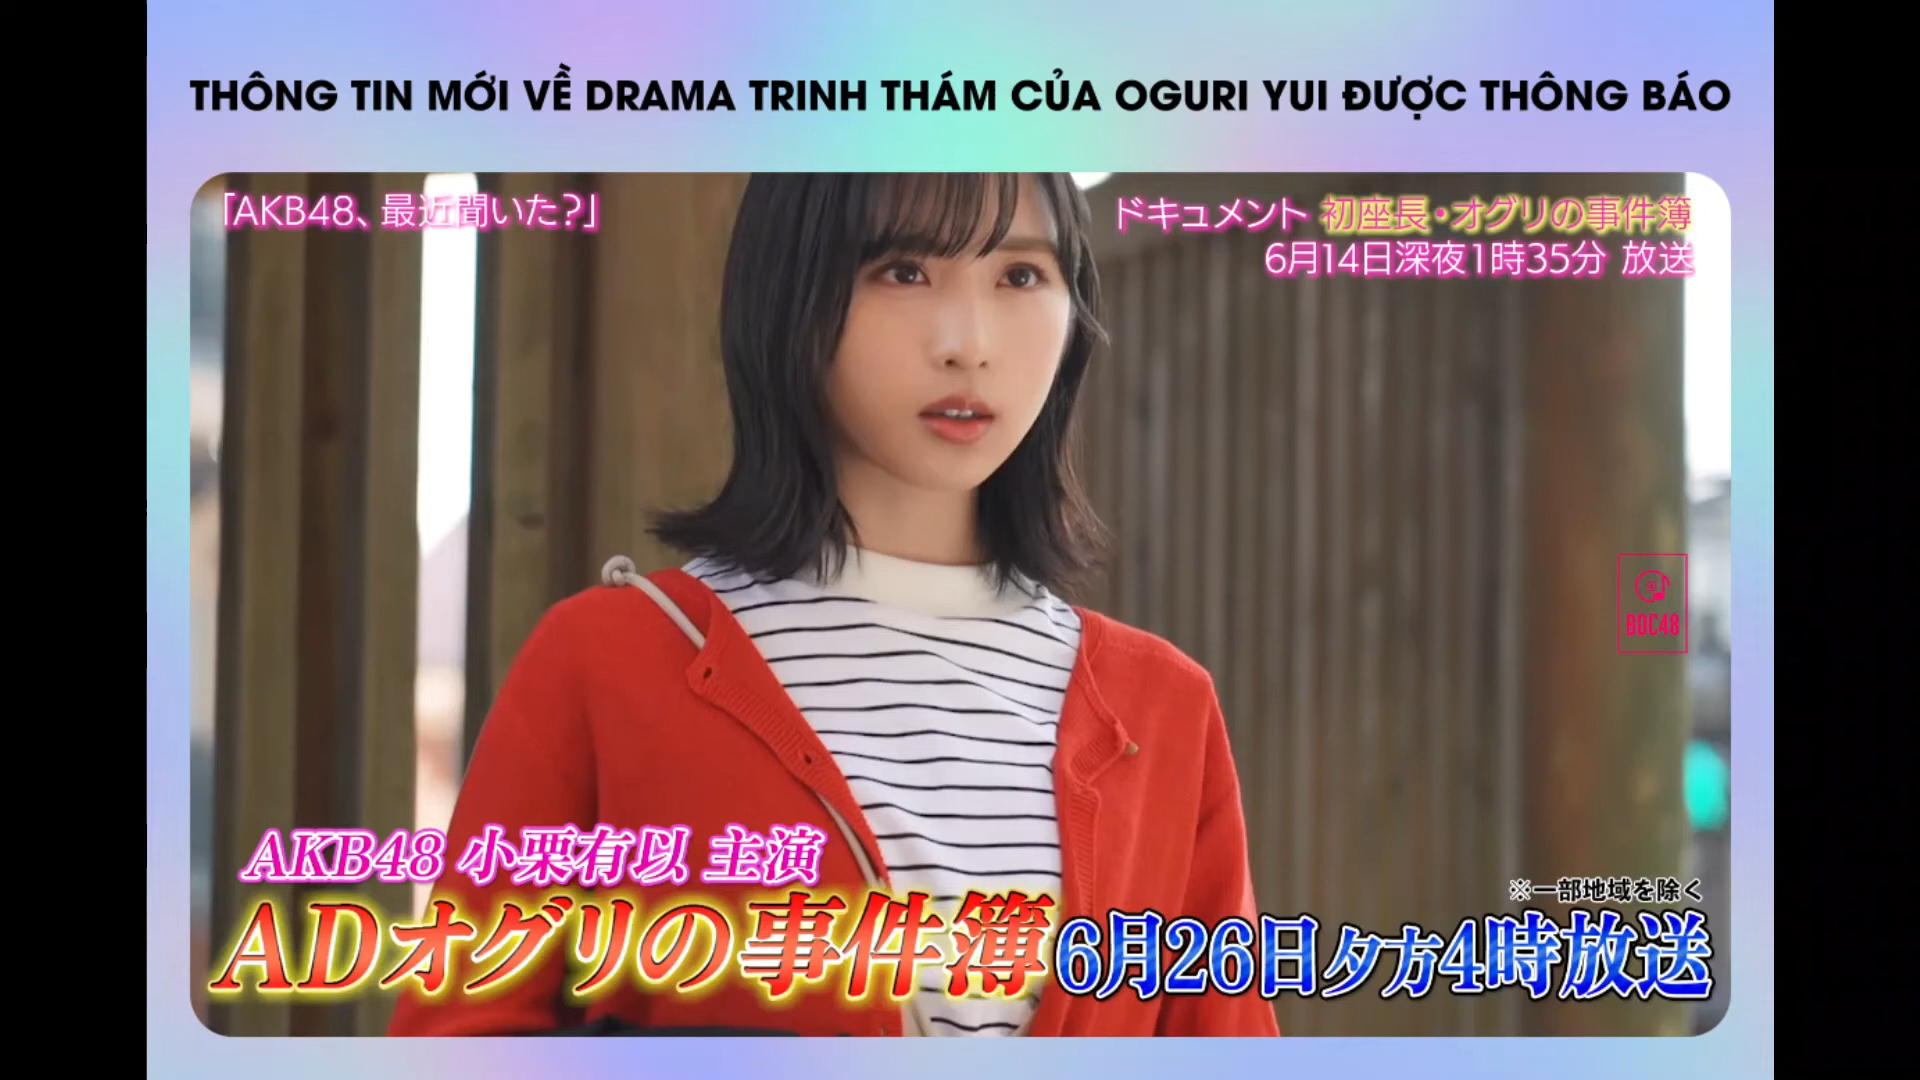 THÔNG TIN MỚI VỀ DRAMA TRINH THÁM CỦA OGURI YUI ĐƯỢC THÔNG BÁO
「AKB48、最近聞いた?」
ドキュメント 初座長・オグリの事件簿
6月14日深夜1時35分 放送
BDC48
AKB48 小栗有以 主演
※一部地域を除く
ADオグリの事件簿 6月26日夕方4時放送